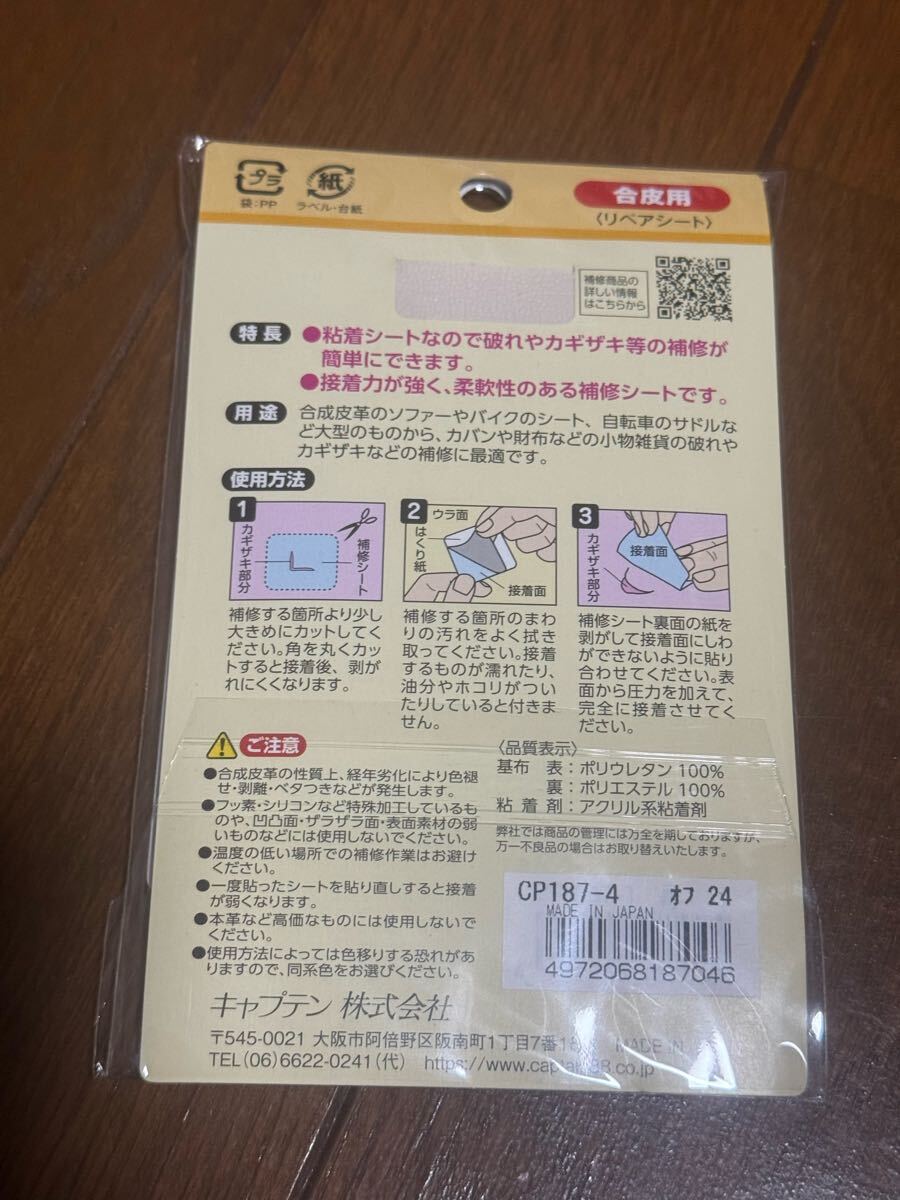 プラ
袋:PP
紙
ラベル・台紙
合皮用
〈リペアシート〉
補修商品の
詳しい情報
はこちらから
特長
●粘着シートなので破れやカギザキ等の補修が
簡単にできます。
●接着力が強く、柔軟性のある補修シートです。
用途
合成皮革のソファーやバイクのシート、自転車のサドルな
ど大型のものから、カバンや財布などの小物雑貨の破れや
カギザキなどの補修に最適です。
使用方法
1
カギザキ部分
補修シート
補修する箇所より少し
大きめにカットしてく
ださい。角を丸くカッ
トすると接着後、剥が
れにくくなります。
2
ウラ面
はくり紙
接着面
補修する箇所のまわ
りの汚れをよく拭き
取ってください。接着
するものが濡れたり、
油分やホコリがつい
たりしていると付きま
せん。
3
カギザキ部分
接着面
補修シート裏面の紙を
剥がして接着面にしわ
ができないように貼り
合わせてください。表
面から圧力を加えて、
完全に接着させてく
ださい。
ご注意
●合成皮革の性質上、経年劣化により色褪
せ・剥離・ベタつきなどが発生します。
●フッ素・シリコンなど特殊加工しているも
のや、凹凸面・ザラザラ面・表面素材の弱
いものなどには使用しないでください。
●温度の低い場所での補修作業はお避け
ください。
●一度貼ったシートを貼り直しすると接着
が弱くなります。
●本革など高価なものには使用しないで
ください。
●使用方法によっては色移りする恐れがあ
りますので、同系色をお選びください。
〈品質表示〉
基布 表:ポリウレタン 100%
裏:ポリエステル 100%
粘着剤:アクリル系粘着剤
弊社では商品の管理には万全を期しておりますが、
万一不良品の場合はお取り替えいたします。
CP187-4 オフ 24
MADE IN JAPAN
4972068187046
キャプテン 株式会社
〒545-0021 大阪市阿倍野区阪南町1丁目7番 MADE IN
TEL(06)6622-0241(代) https://www.captain88.co.jp